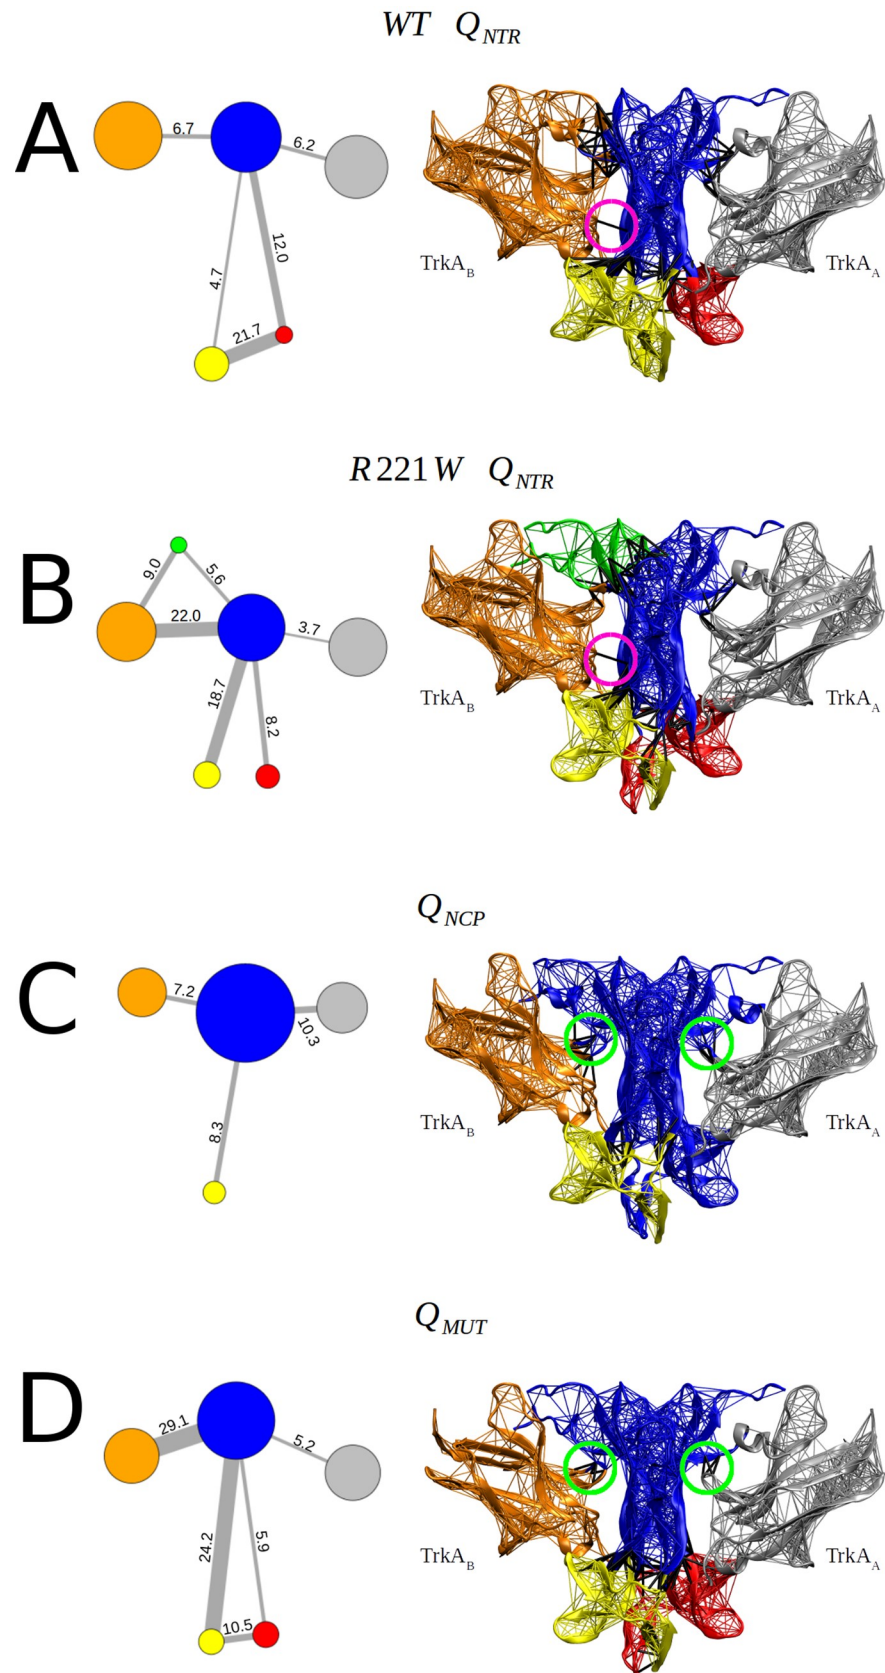 WT Q_NTR
A
6.7
6.2
12.0
4.7
21.7
TrkA_B
TrkA_A
R221W Q_NTR
B
9.0
5.6
22.0
3.7
18.7
8.2
TrkA_B
TrkA_A
Q_NCP
C
7.2
10.3
8.3
TrkA_B
TrkA_A
Q_MUT
D
29.1
5.2
24.2
5.9
10.5
TrkA_B
TrkA_A